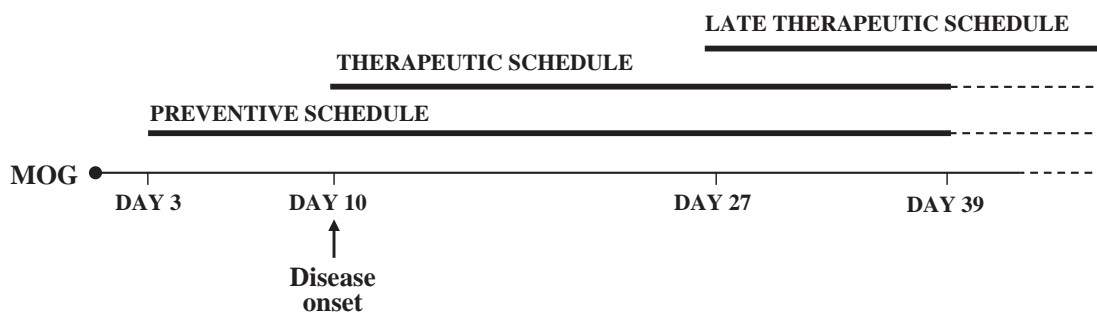 LATE THERAPEUTIC SCHEDULE
THERAPEUTIC SCHEDULE
PREVENTIVE SCHEDULE
MOG
DAY 3 DAY 10 DAY 27 DAY 39
Disease
onset